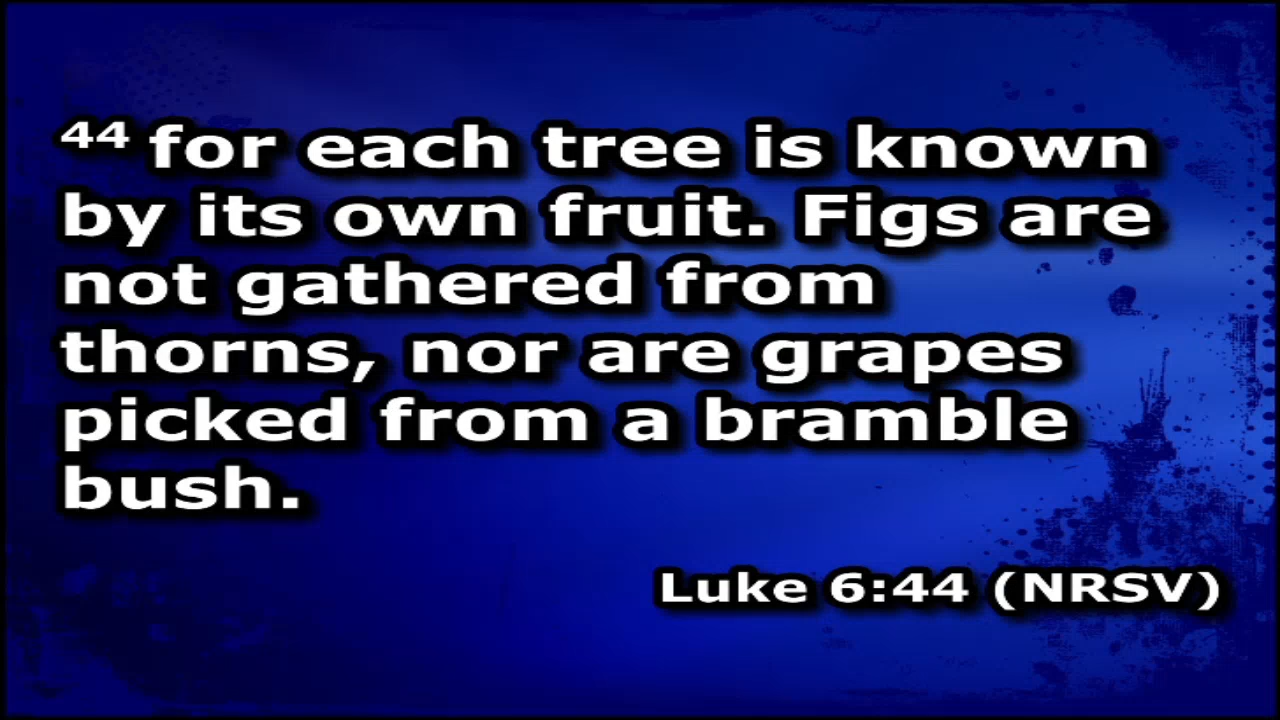 44 for each tree is known
by its own fruit. Figs are
not gathered from
thorns, nor are grapes
picked from a bramble
bush.
Luke 6:44 (NRSV)